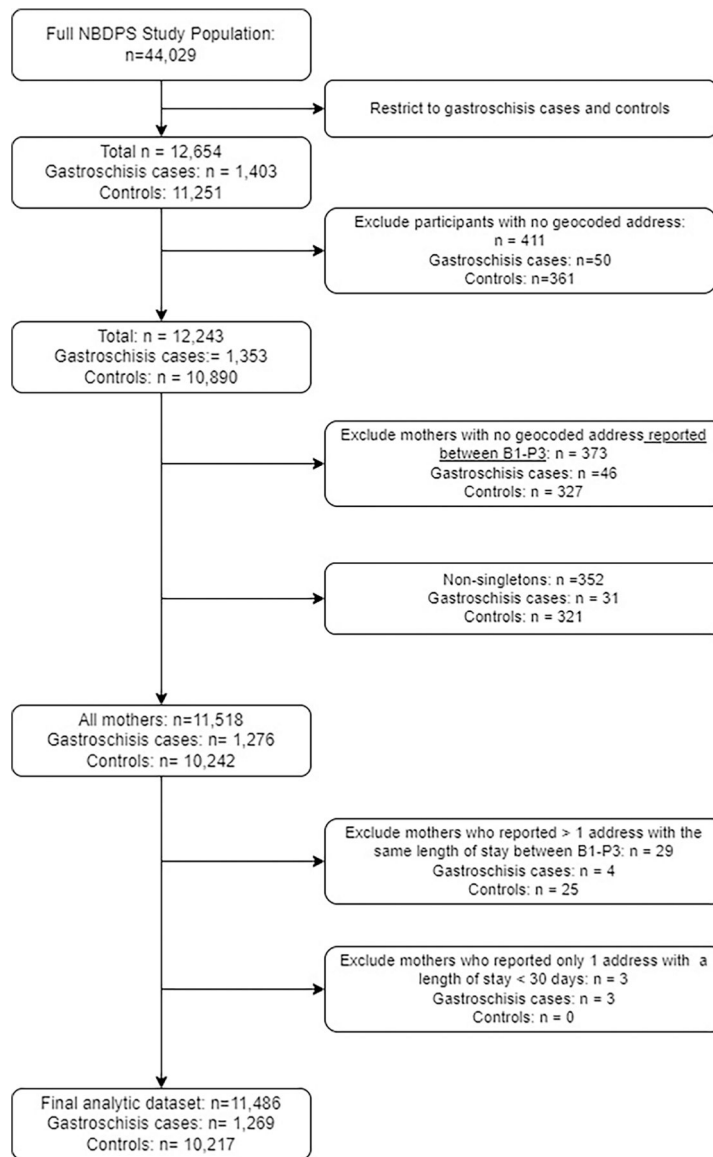 Full NBDPS Study Population:
n=44,029
Restrict to gastroschisis cases and controls
Total n = 12,654
Gastroschisis cases: n = 1,403
Controls: 11,251
Exclude participants with no geocoded address:
n = 411
Gastroschisis cases: n=50
Controls: n=361
Total: n = 12,243
Gastroschisis cases:= 1,353
Controls: n = 10,890
Exclude mothers with no geocoded address reported
between B1-P3: n = 373
Gastroschisis cases: n =46
Controls: n = 327
Non-singletons: n =352
Gastroschisis cases: n = 31
Controls: n = 321
All mothers: n=11,518
Gastroschisis cases: n= 1,276
Controls: n= 10,242
Exclude mothers who reported > 1 address with the
same length of stay between B1-P3: n = 29
Gastroschisis cases: n = 4
Controls: n = 25
Exclude mothers who reported only 1 address with a
length of stay < 30 days: n = 3
Gastroschisis cases: n = 3
Controls: n = 0
Final analytic dataset: n=11,486
Gastroschisis cases: n= 1,269
Controls: n= 10,217